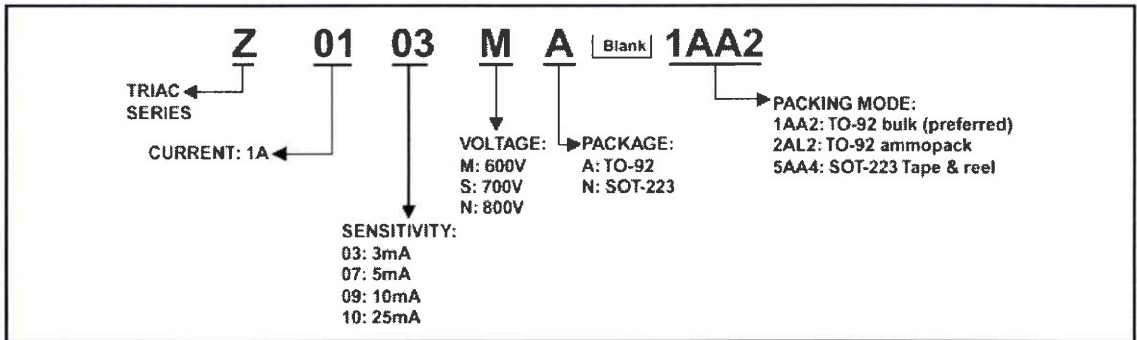 Z 01 03 M A Blank 1AA2
TRIAC
SERIES
CURRENT: 1A
SENSITIVITY:
03: 3mA
07: 5mA
09: 10mA
10: 25mA
VOLTAGE:
M: 600V
S: 700V
N: 800V
PACKAGE:
A: TO-92
N: SOT-223
PACKING MODE:
1AA2: TO-92 bulk (preferred)
2AL2: TO-92 ammopack
5AA4: SOT-223 Tape & reel